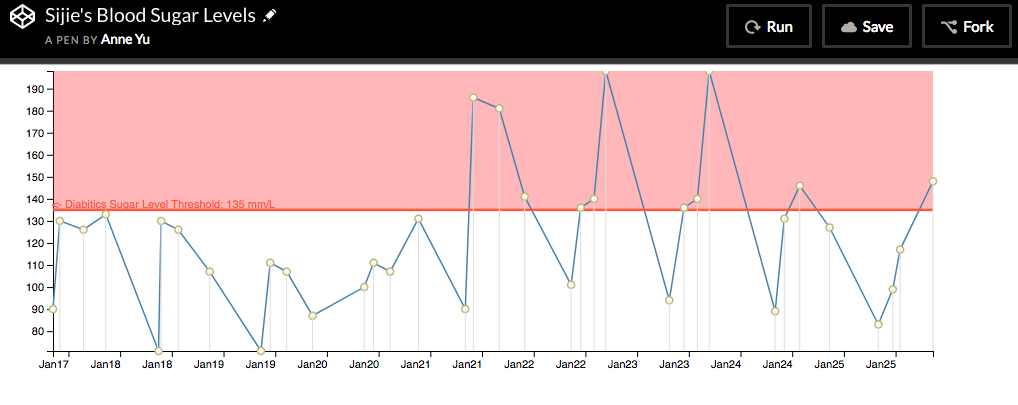 Sijie's Blood Sugar Levels
A PEN BY Anne Yu
Run
Save
Fork
190
180
170
160
150
140
<- Diabitics Sugar Level Threshold: 135 mm/L
130
120
110
100
90
80
Jan17 Jan18 Jan18 Jan19 Jan19 Jan20 Jan20 Jan21 Jan21 Jan22 Jan22 Jan23 Jan23 Jan24 Jan24 Jan25 Jan25